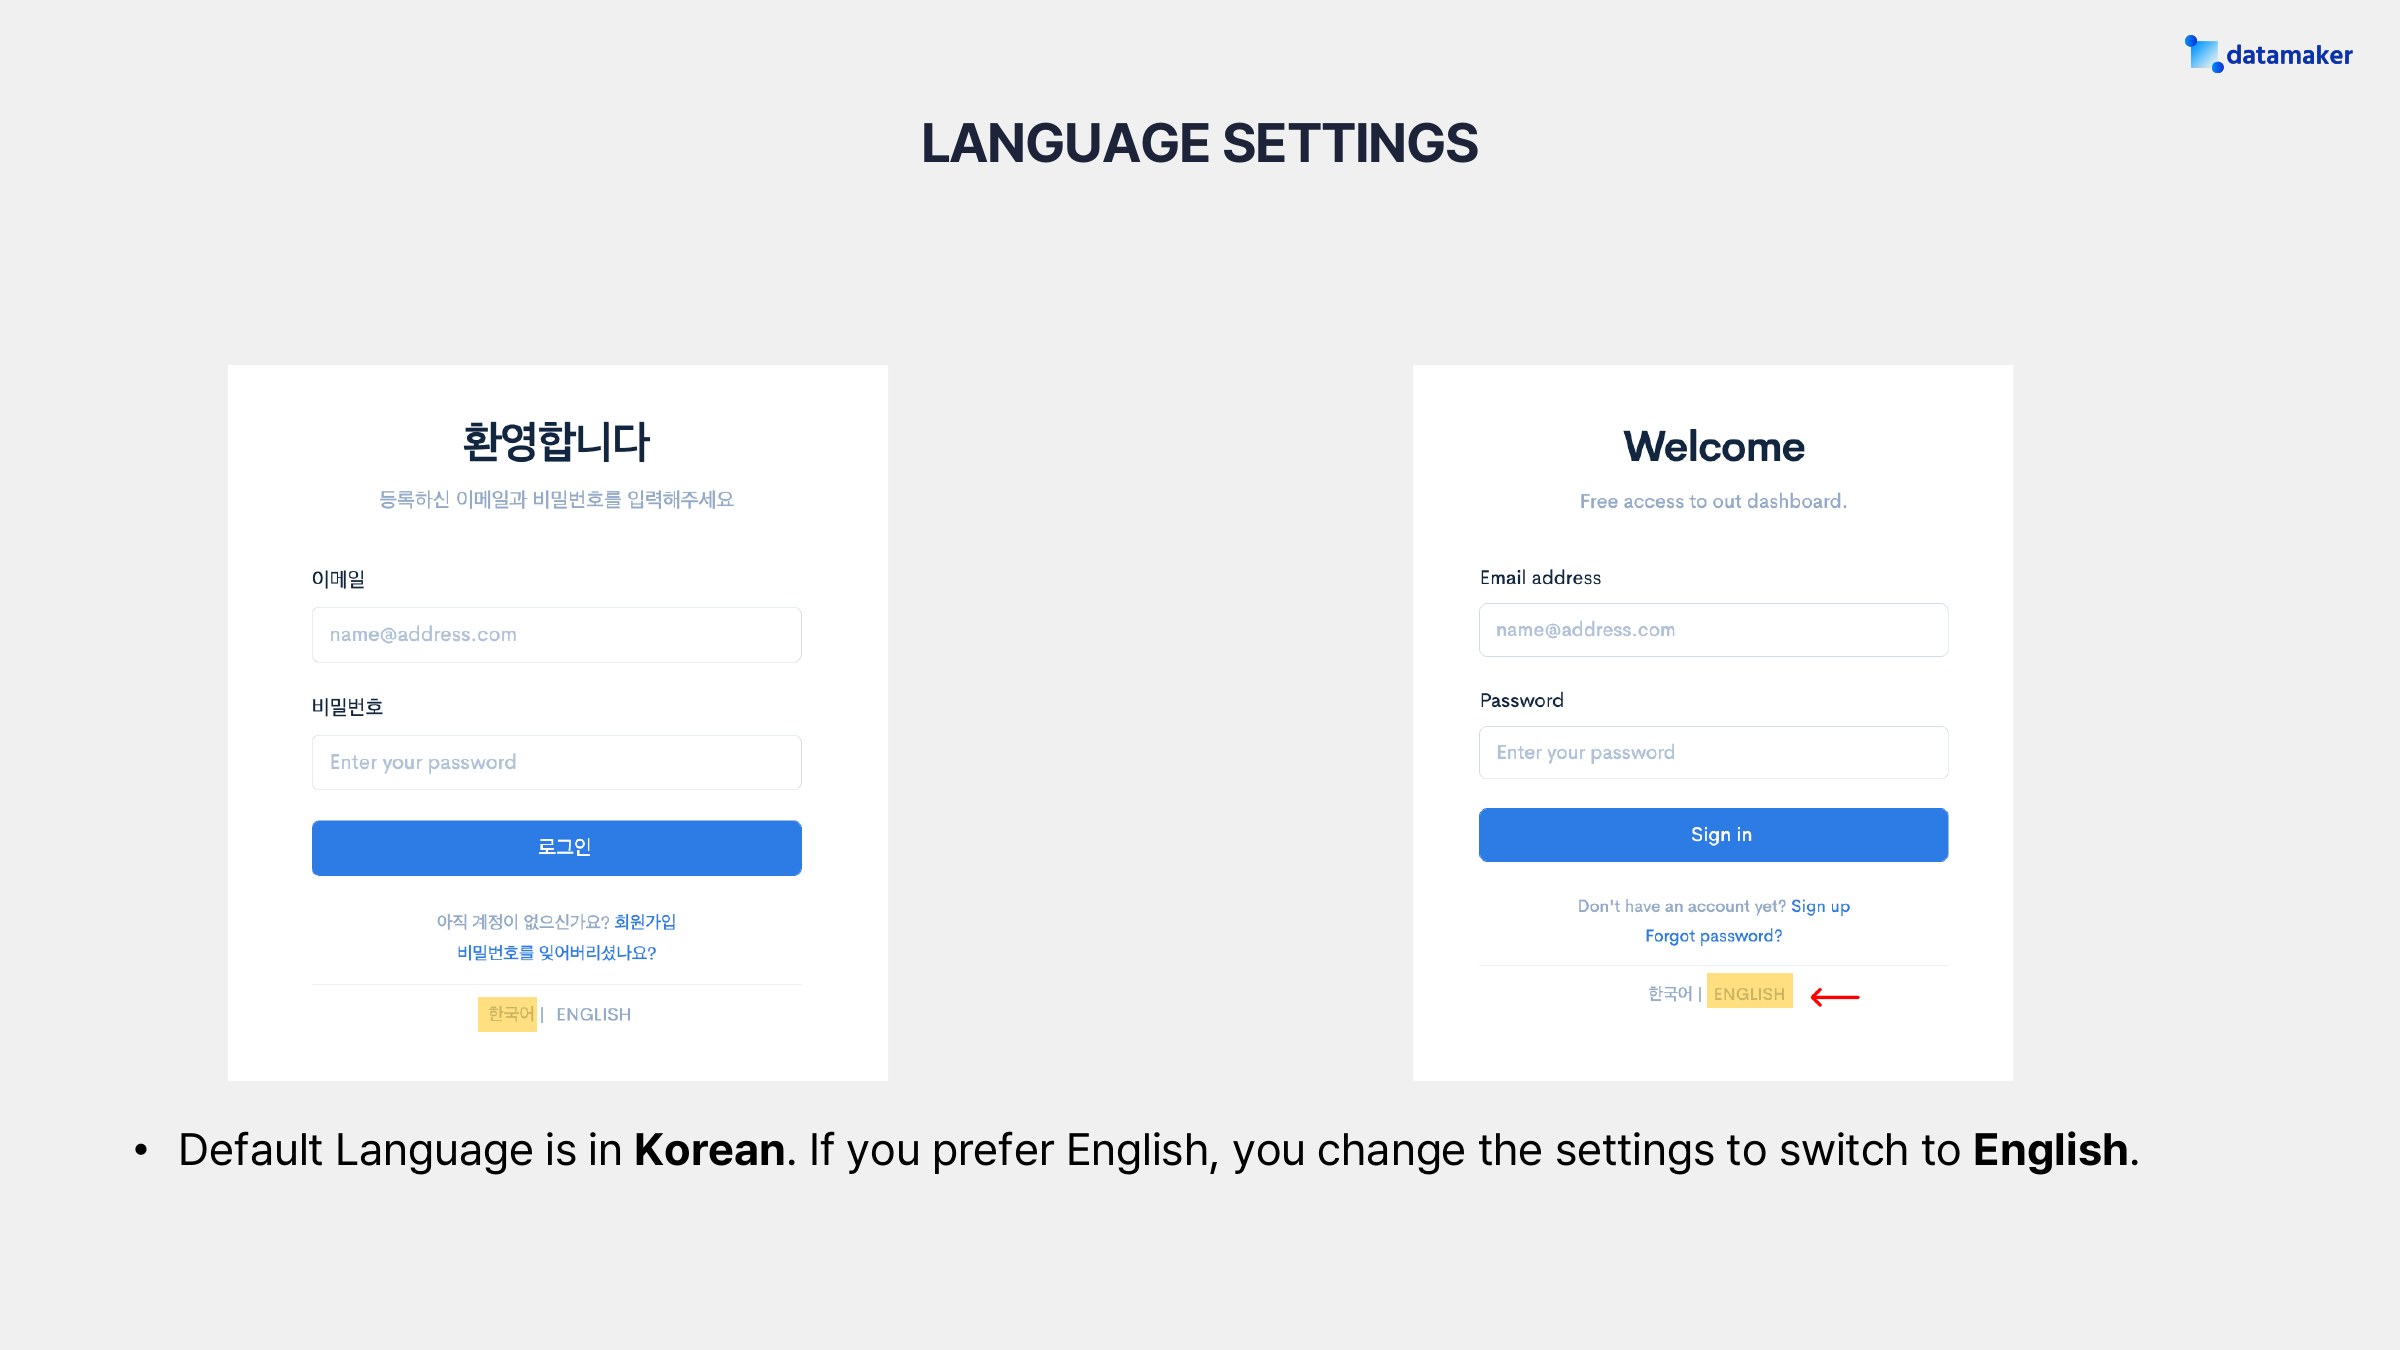 datamaker
LANGUAGE SETTINGS
환영합니다
등록하신 이메일과 비밀번호를 입력해주세요
이메일
name@address.com
비밀번호
Enter your password
로그인
아직 계정이 없으신가요? 회원가입
비밀번호를 잊어버리셨나요?
한국어 | ENGLISH
Welcome
Free access to out dashboard.
Email address
name@address.com
Password
Enter your password
Sign in
Don't have an account yet? Sign up
Forgot password?
한국어 | ENGLISH
• Default Language is in Korean. If you prefer English, you change the settings to switch to English.